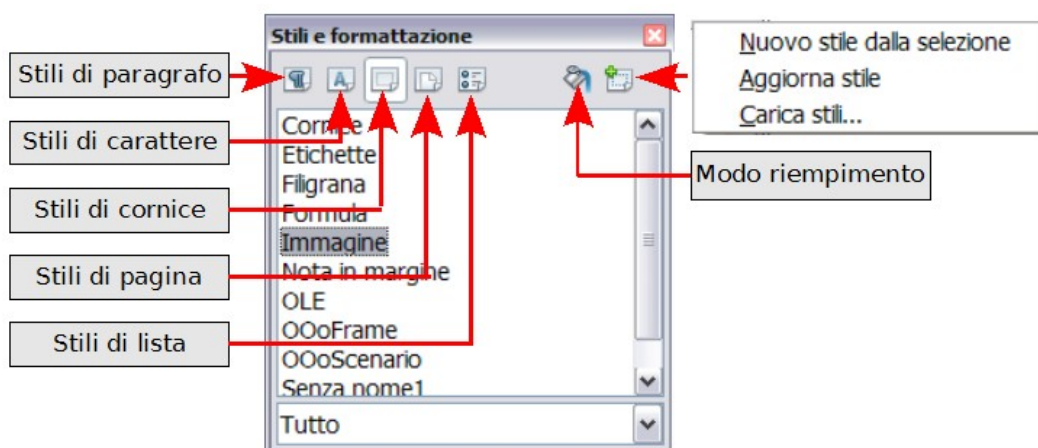 Stili e formattazione
Nuovo stile dalla selezione
Aggiorna stile
Carica stili...
Stili di paragrafo
Stili di carattere
Stili di cornice
Stili di pagina
Stili di lista
Modo riempimento
Cornice
Etichette
Filigrana
Formula
Immagine
Nota in margine
OLE
OOoFrame
OOoScenario
Senza nome1
Tutto